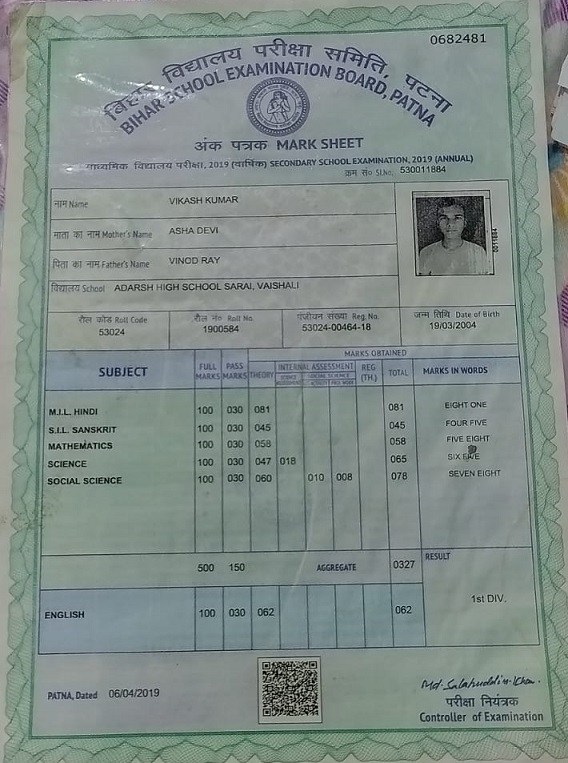 0682481
बिहार विद्यालय परीक्षा समिति, पटना
BIHAR SCHOOL EXAMINATION BOARD, PATNA
अंक पत्रक MARK SHEET
माध्यमिक विद्यालय परीक्षा, 2019 (वार्षिक) SECONDARY SCHOOL EXAMINATION, 2019 (ANNUAL)
क्रम सं० Sl.No. 530011884
नाम Name VIKASH KUMAR
माता का नाम Mother's Name ASHA DEVI
पिता का नाम Father's Name VINOD RAY
विद्यालय School ADARSH HIGH SCHOOL SARAI, VAISHALI
रौल कोड Roll Code रौल नं० Roll No. पंजीयन संख्या Reg No. जन्म तिथि Date of Birth
53024 1900584 53024-00464-18 19/03/2004
MARKS OBTAINED
SUBJECT FULL MARKS PASS MARKS THEORY INTERNAL ASSESSMENT REG (TH.) TOTAL MARKS IN WORDS
M.I.L. HINDI 100 030 081 081 EIGHT ONE
S.I.L. SANSKRIT 100 030 045 045 FOUR FIVE
MATHEMATICS 100 030 058 058 FIVE EIGHT
SCIENCE 100 030 047 018 065 SIX FIVE
SOCIAL SCIENCE 100 030 060 010 008 078 SEVEN EIGHT
500 150 AGGREGATE 0327 RESULT
1st DIV.
ENGLISH 100 030 062 062
PATNA, Dated 06/04/2019
Md. Salahuddin Khan
परीक्षा नियंत्रक
Controller of Examination